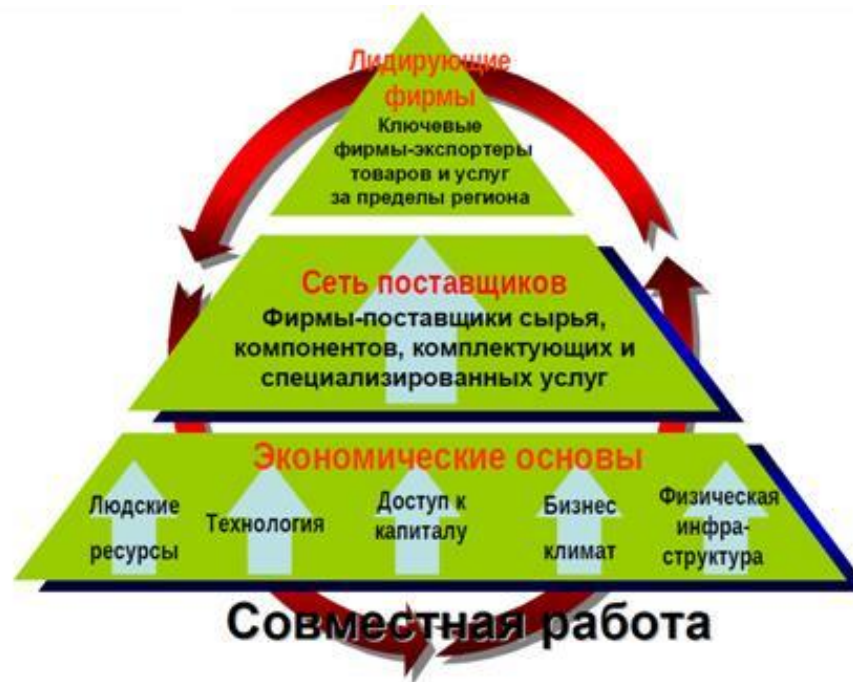 Лидирующие
фирмы
Ключевые
фирмы-экспортеры
товаров и услуг
за пределы региона
Сеть поставщиков
Фирмы-поставщики сырья,
компонентов, комплектующих и
специализированных услуг
Экономические основы
Людские
ресурсы
Технология
Доступ к
капиталу
Бизнес
климат
Физическая
инфра-
структура
Совместная работа